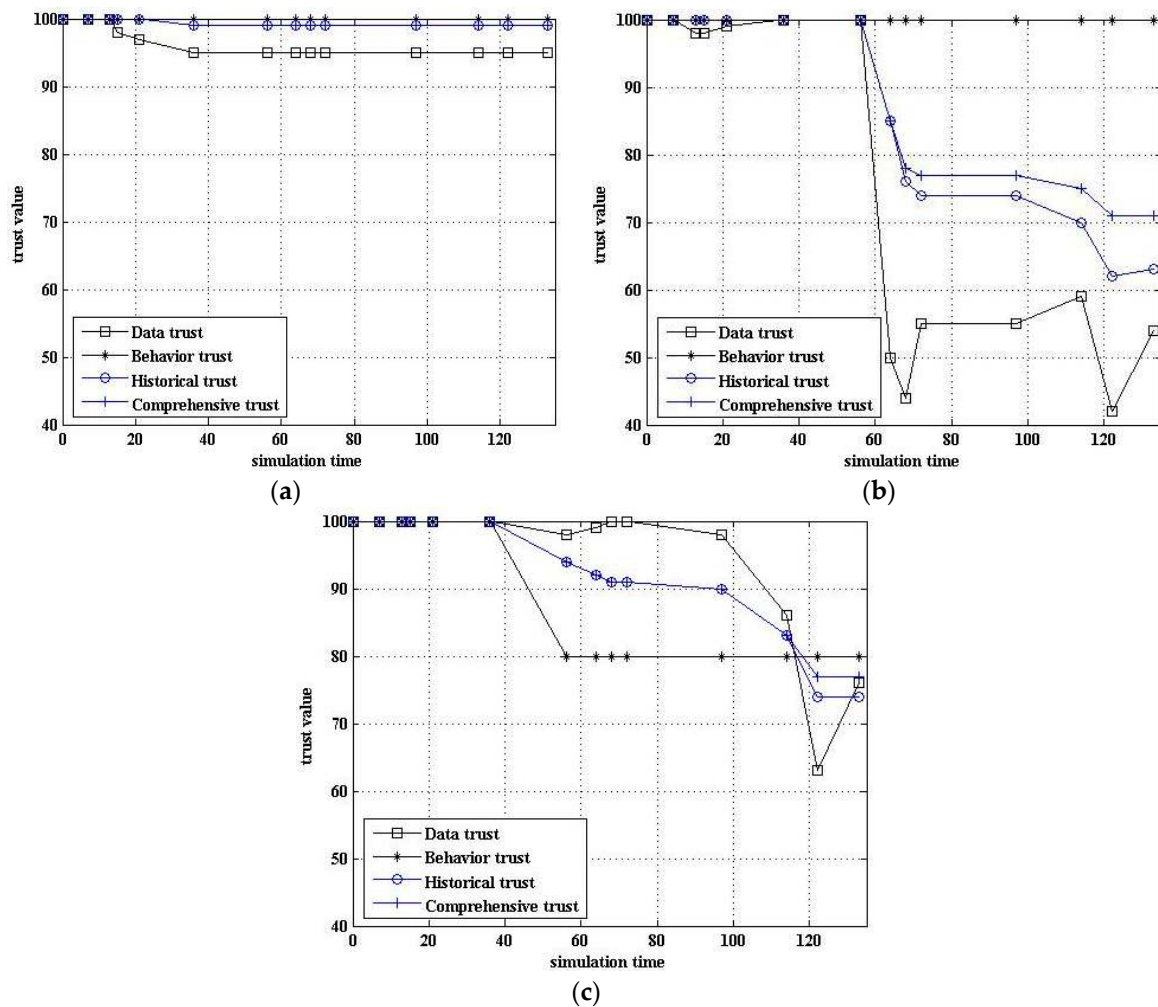 100
90
80
70
60
50
40
trust value
Data trust
Behavior trust
Historical trust
Comprehensive trust
0 20 40 60 80 100 120
simulation time
(a)
100
90
80
70
60
50
40
trust value
Data trust
Behavior trust
Historical trust
Comprehensive trust
0 20 40 60 80 100 120
simulation time
(b)
100
90
80
70
60
50
40
trust value
Data trust
Behavior trust
Historical trust
Comprehensive trust
0 20 40 60 80 100 120
simulation time
(c)